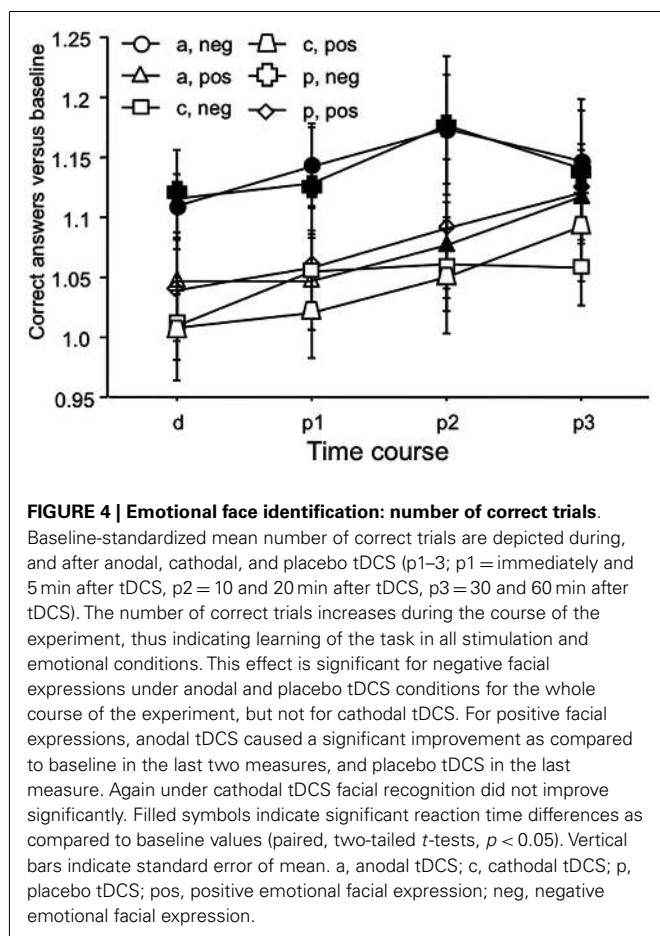 1.25
a, neg c, pos
1.2
a, pos p, neg
c, neg p, pos
1.15
1.1
1.05
1.0
0.95
Correct answers versus baseline
d p1 p2 p3
Time course
FIGURE 4 | Emotional face identification: number of correct trials.
Baseline-standardized mean number of correct trials are depicted during,
and after anodal, cathodal, and placebo tDCS (p1–3; p1 = immediately and
5 min after tDCS, p2 = 10 and 20 min after tDCS, p3 = 30 and 60 min after
tDCS). The number of correct trials increases during the course of the
experiment, thus indicating learning of the task in all stimulation and
emotional conditions. This effect is significant for negative facial
expressions under anodal and placebo tDCS conditions for the whole
course of the experiment, but not for cathodal tDCS. For positive facial
expressions, anodal tDCS caused a significant improvement as compared
to baseline in the last two measures, and placebo tDCS in the last
measure. Again under cathodal tDCS facial recognition did not improve
significantly. Filled symbols indicate significant reaction time differences as
compared to baseline values (paired, two-tailed t-tests, p < 0.05). Vertical
bars indicate standard error of mean. a, anodal tDCS; c, cathodal tDCS; p,
placebo tDCS; pos, positive emotional facial expression; neg, negative
emotional facial expression.